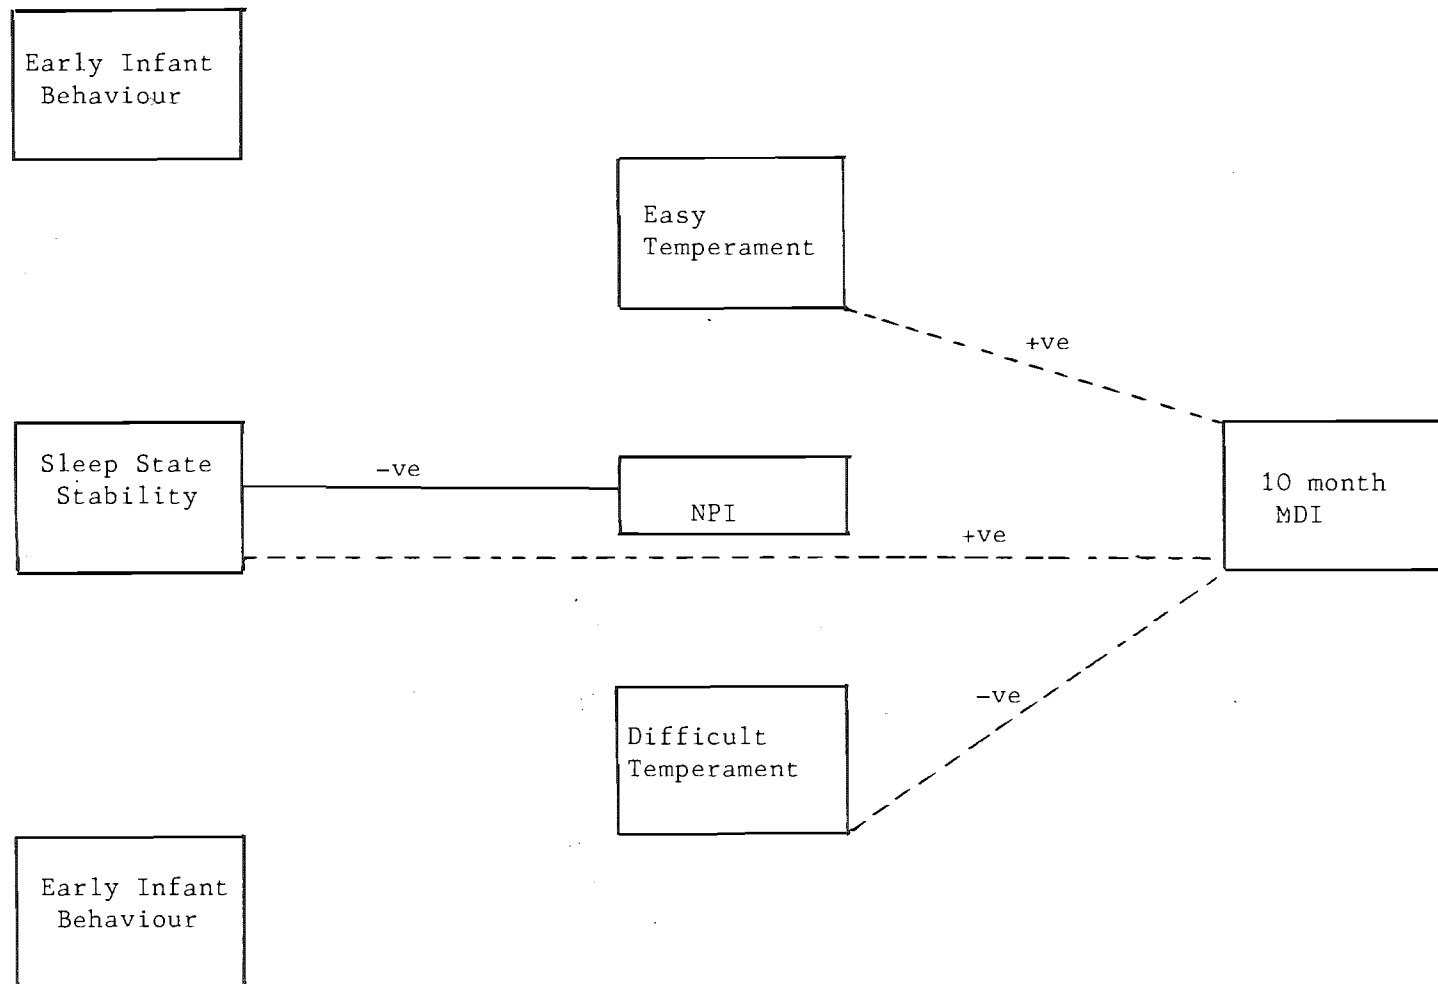 Early Infant
Behaviour
Easy
Temperament
+ve
Sleep State
Stability
-ve
NPI
10 month
MDI
+ve
-ve
Difficult
Temperament
Early Infant
Behaviour